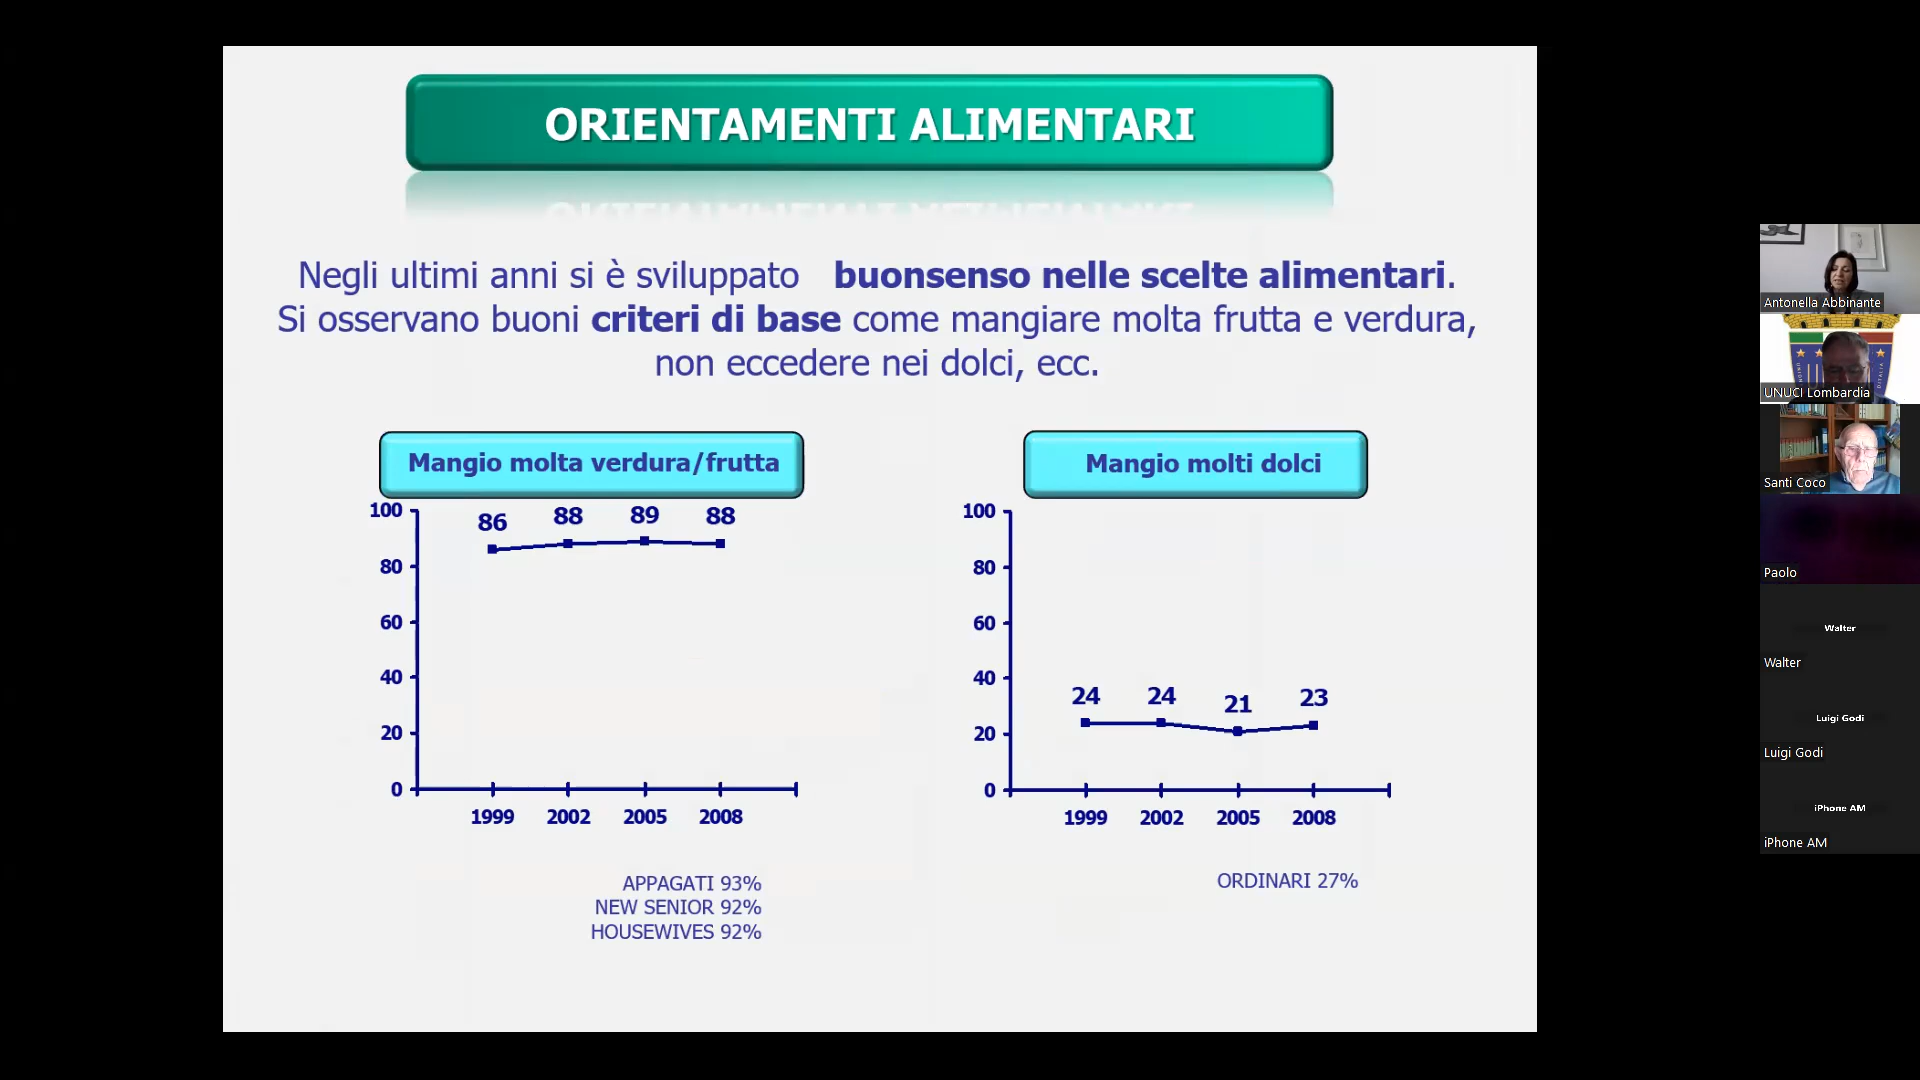 ORIENTAMENTI ALIMENTARI
Negli ultimi anni si è sviluppato buonsenso nelle scelte alimentari.
Si osservano buoni criteri di base come mangiare molta frutta e verdura,
non eccedere nei dolci, ecc.
Mangio molta verdura/frutta
100
80
60
40
20
0
86 88 89 88
1999 2002 2005 2008
APPAGATI 93%
NEW SENIOR 92%
HOUSEWIVES 92%
Mangio molti dolci
100
80
60
40
20
0
24 24 21 23
1999 2002 2005 2008
ORDINARI 27%
Antonella Abbinante
UNUCI Lombardia
Santi Coco
Paolo
Walter
Walter
Luigi Godi
Luigi Godi
iPhone AM
iPhone AM